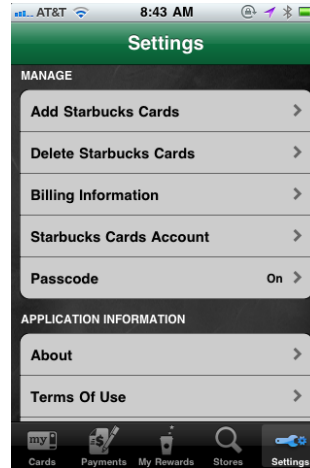 AT&T 8:43 AM
Settings
MANAGE
Add Starbucks Cards
Delete Starbucks Cards
Billing Information
Starbucks Cards Account
Passcode On
APPLICATION INFORMATION
About
Terms Of Use
my
Cards Payments My Rewards Stores Settings